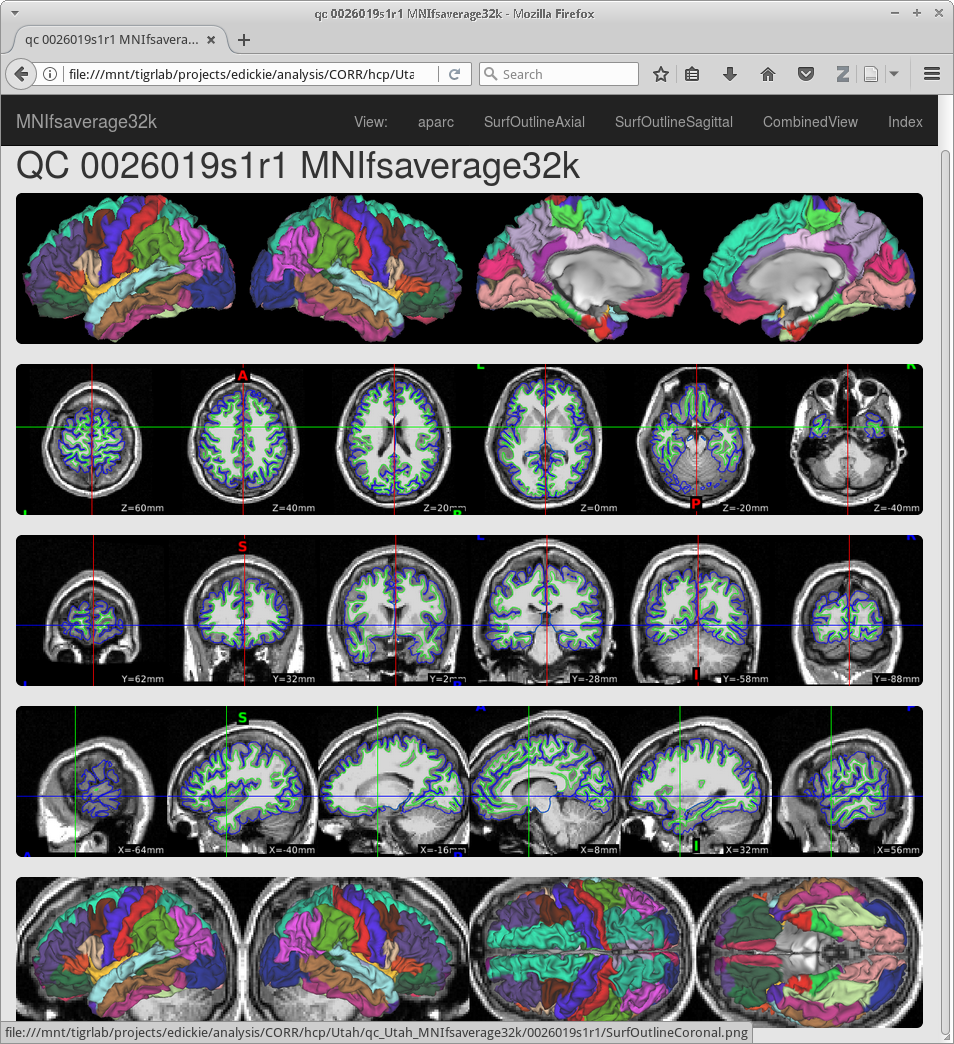 qc 0026019s1r1 MNIfsaverage32k - Mozilla Firefox
qc 0026019s1r1 MNIfsavera...
file:///mnt/tigrlab/projects/edickie/analysis/CORR/hcp/Uta
Search
MNIfsaverage32k View: aparc SurfOutlineAxial SurfOutlineSagittal CombinedView Index
QC 0026019s1r1 MNIfsaverage32k
A L R
P
Z=60mm Z=40mm Z=20mm Z=0mm Z=-20mm Z=-40mm
S
I
Y=62mm Y=32mm Y=2mm Y=-28mm Y=-58mm Y=-88mm
S
I
X=-64mm X=-40mm X=-16mm X=8mm X=32mm X=56mm
file:///mnt/tigrlab/projects/edickie/analysis/CORR/hcp/Utah/qc_Utah_MNIfsaverage32k/0026019s1r1/SurfOutlineCoronal.png